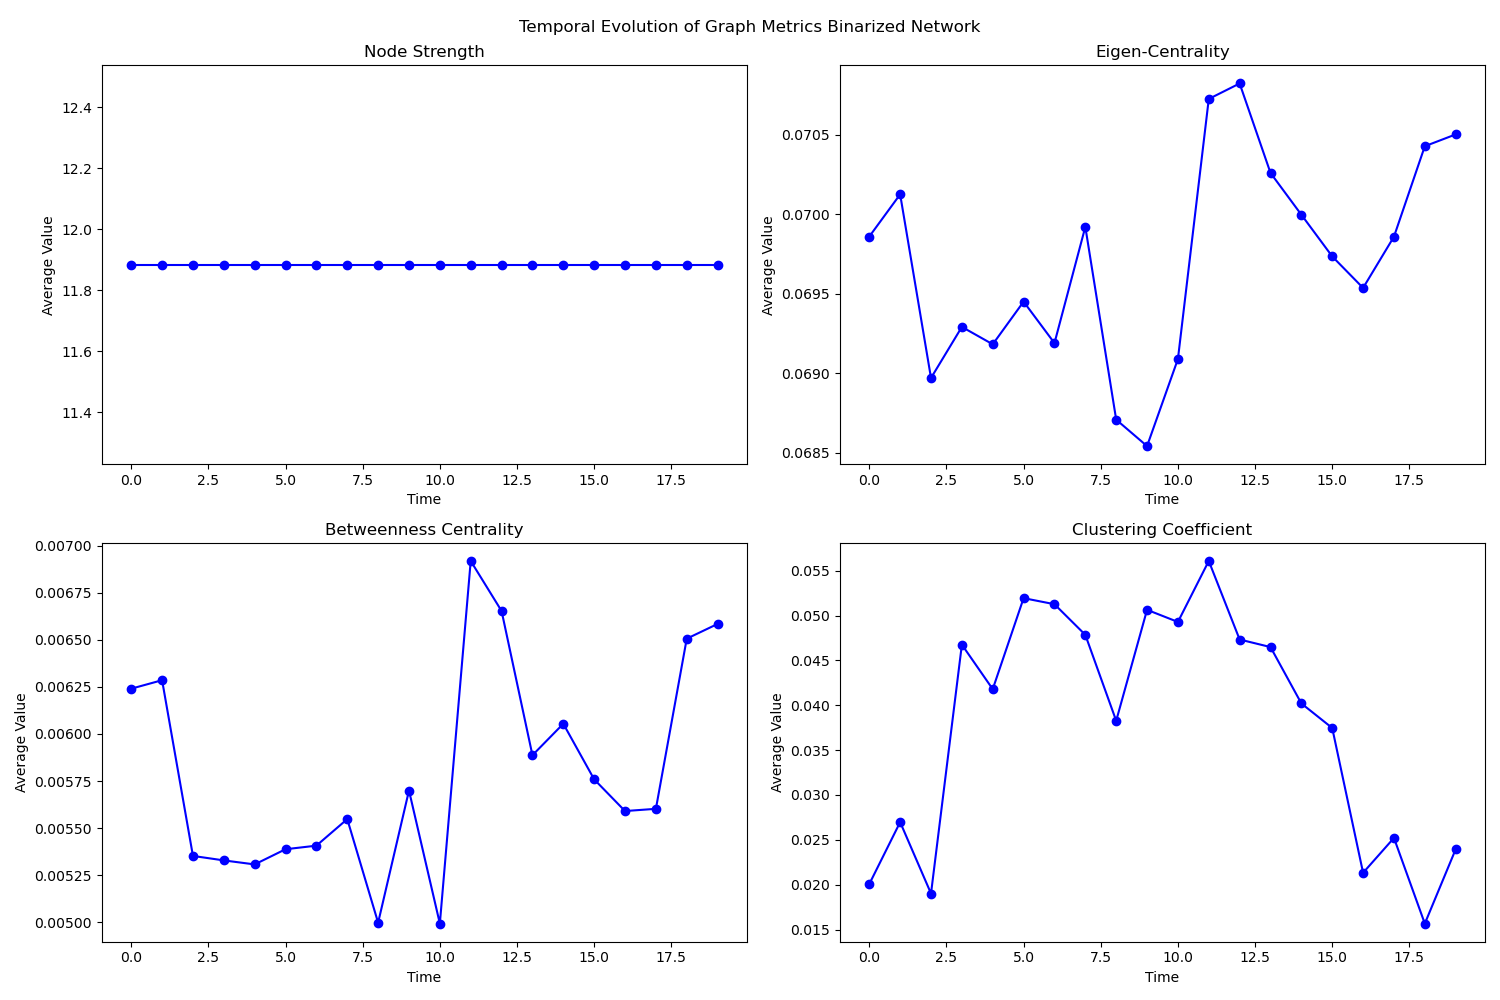 Temporal Evolution of Graph Metrics Binarized Network
Node Strength
12.4
12.2
12.0
11.8
11.6
11.4
Average Value
0.0 2.5 5.0 7.5 10.0 12.5 15.0 17.5
Time
Eigen-Centrality
0.0705
0.0700
0.0695
0.0690
0.0685
Average Value
0.0 2.5 5.0 7.5 10.0 12.5 15.0 17.5
Time
Betweenness Centrality
0.00700
0.00675
0.00650
0.00625
0.00600
0.00575
0.00550
0.00525
0.00500
Average Value
0.0 2.5 5.0 7.5 10.0 12.5 15.0 17.5
Time
Clustering Coefficient
0.055
0.050
0.045
0.040
0.035
0.030
0.025
0.020
0.015
Average Value
0.0 2.5 5.0 7.5 10.0 12.5 15.0 17.5
Time